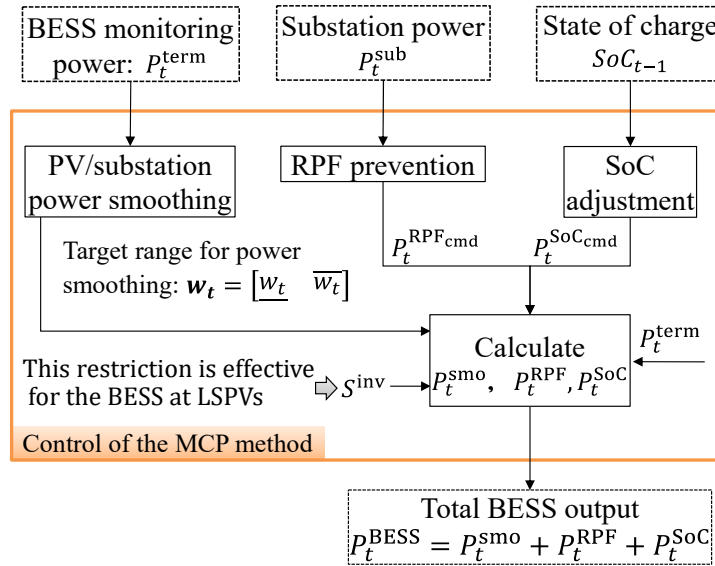 BESS monitoring
power: P_t^term
Substation power
P_t^sub
State of charge
SoC_{t−1}
PV/substation
power smoothing
RPF prevention
SoC
adjustment
P_t^{RPF_cmd}
P_t^{SoC_cmd}
Target range for power
smoothing: w_t = [w_t w_t]
Calculate
P_t^smo, P_t^RPF, P_t^SoC
P_t^term
This restriction is effective
for the BESS at LSPVs
S^inv
Control of the MCP method
Total BESS output
P_t^BESS = P_t^smo + P_t^RPF + P_t^SoC